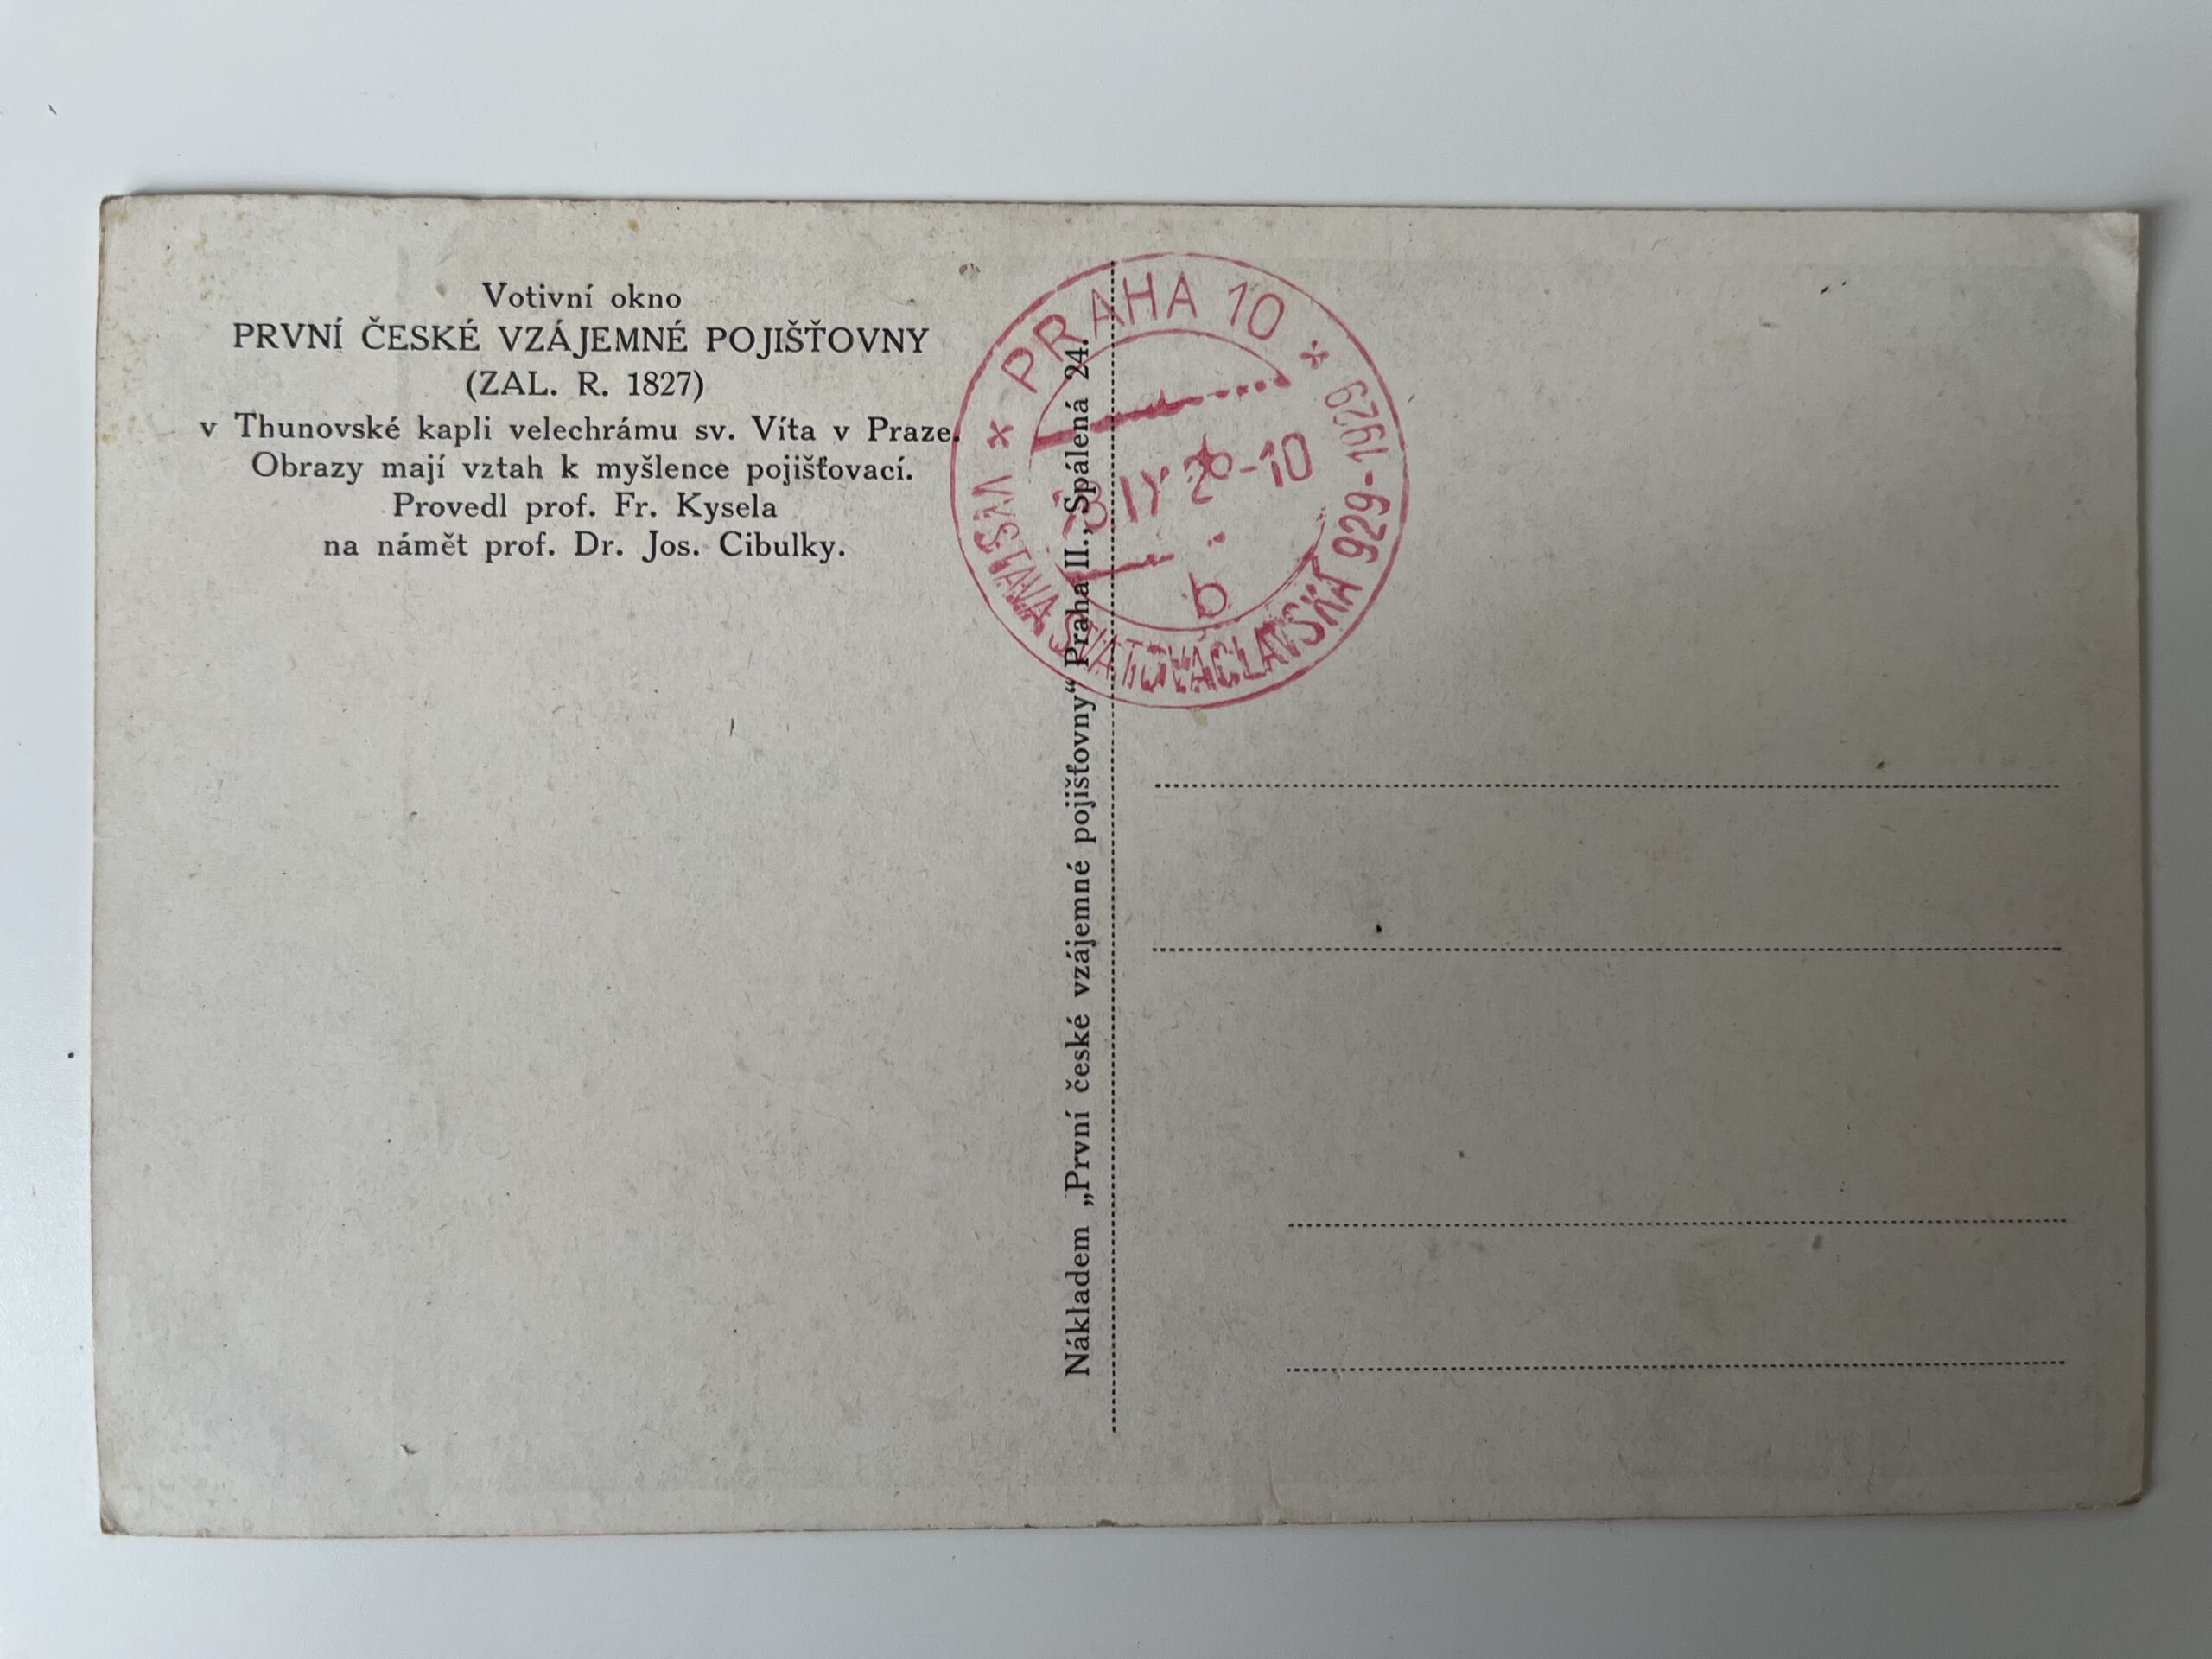 Votivní okno
PRVNÍ ČESKÉ VZÁJEMNÉ POJIŠŤOVNY
(ZAL. R. 1827)
v Thunovské kapli velechrámu sv. Víta v Praze.
Obrazy mají vztah k myšlence pojišťovací.
Provedl prof. Fr. Kysela
na námět prof. Dr. Jos. Cibulky.
Nákladem „První české vzájemné pojišťovny“ Praha II., Spálená 24.
* PRAHA 10 *
VÝSTAVA SVATOVÁCLAVSKÁ 929-1929
-10
b